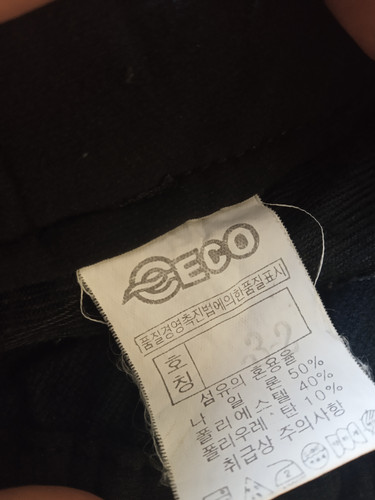 ECO
품질경영촉진법에의한품질표시
호칭
3-2
섬유의 혼용율
나 일 론 50%
폴 리 에 스 텔 40%
폴리우레·탄 10%
취급상 주의사항